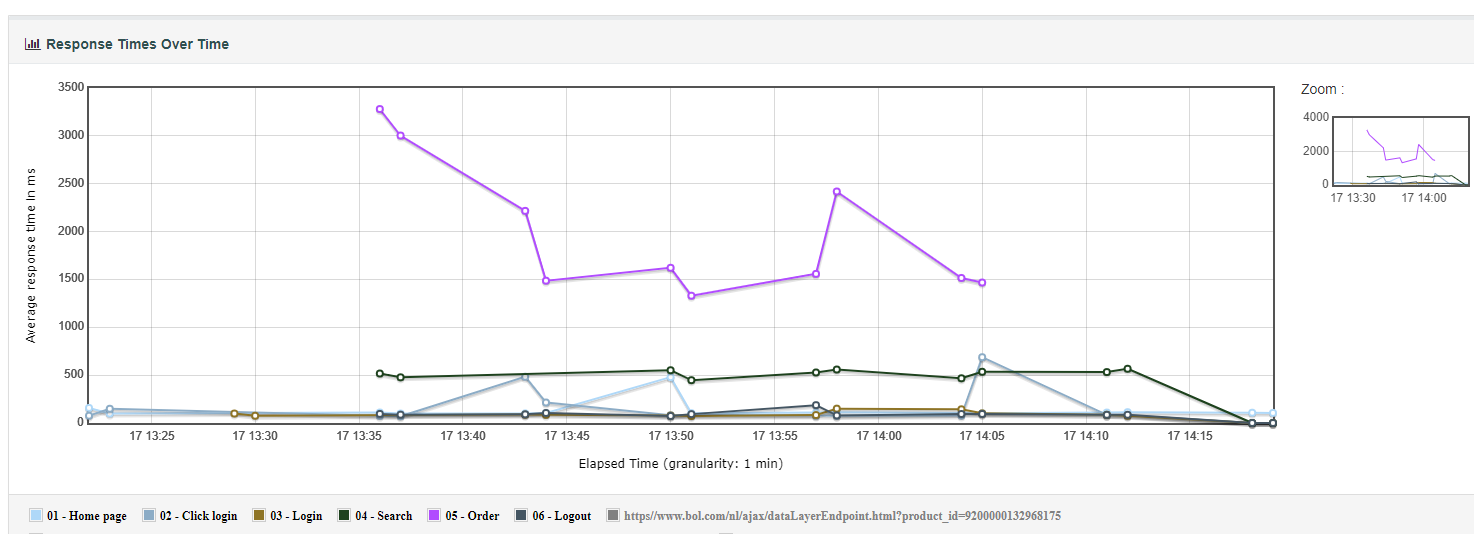 Response Times Over Time
Zoom :
3500
3000
2500
2000
1500
1000
500
0
Average response time in ms
17 13:25 17 13:30 17 13:35 17 13:40 17 13:45 17 13:50 17 13:55 17 14:00 17 14:05 17 14:10 17 14:15
Elapsed Time (granularity: 1 min)
4000
2000
0
17 13:30 17 14:00
01 - Home page 02 - Click login 03 - Login 04 - Search 05 - Order 06 - Logout https//www.bol.com/nl/ajax/dataLayerEndpoint.html?product_id=9200000132968175